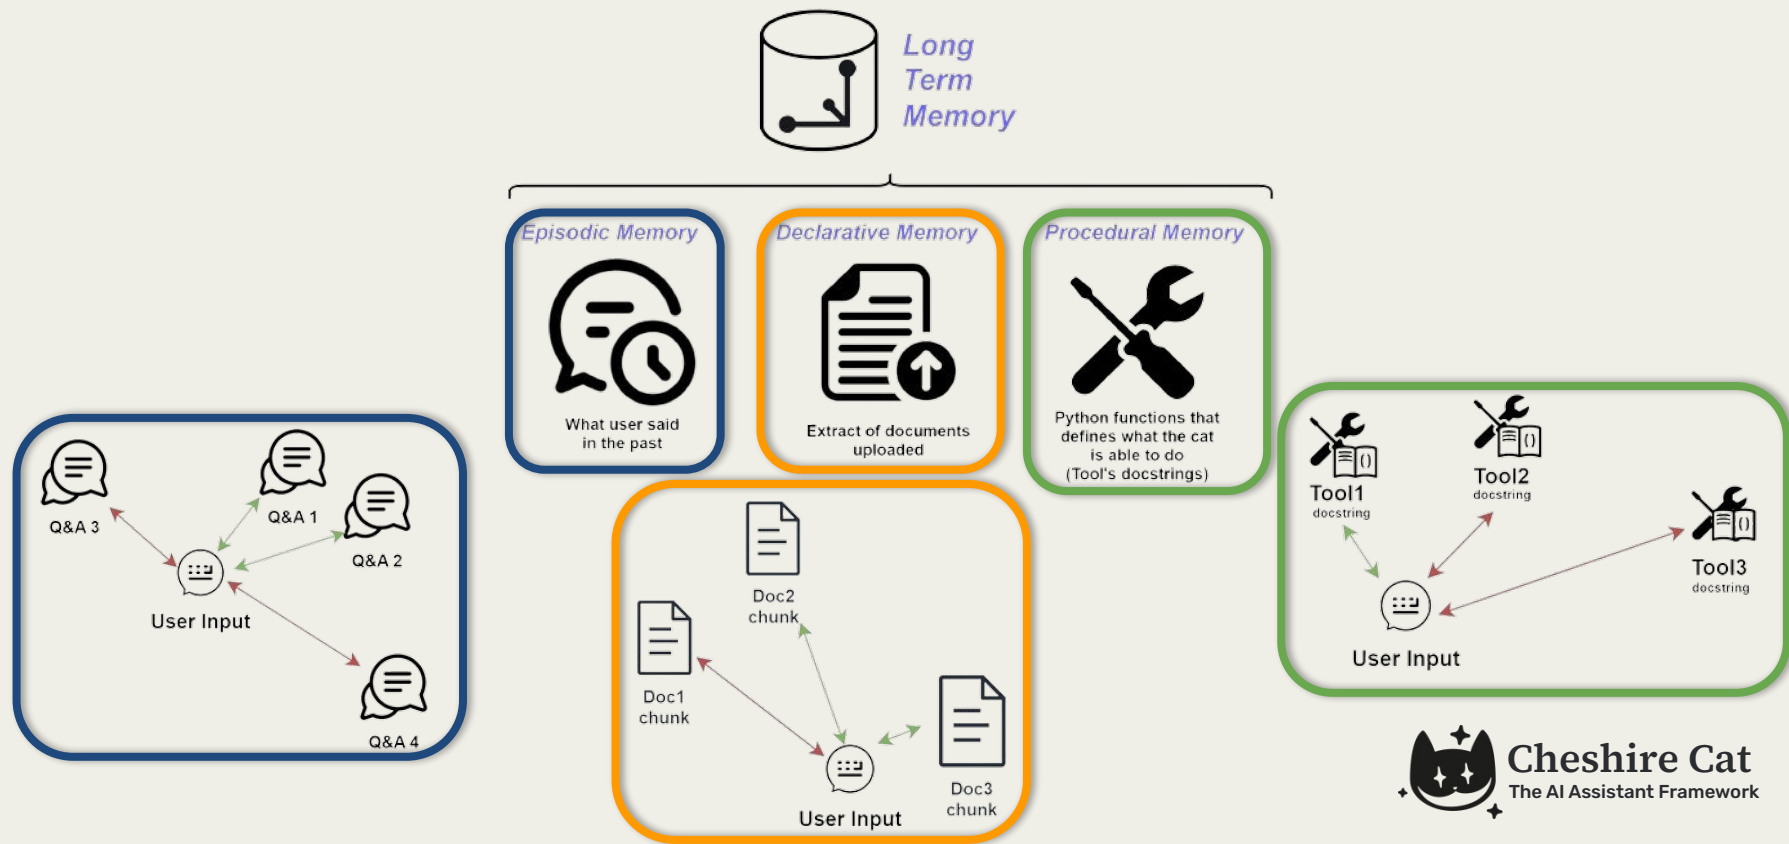 Long
Term
Memory
Episodic Memory
What user said
in the past
Declarative Memory
Extract of documents
uploaded
Procedural Memory
Python functions that
defines what the cat
is able to do
(Tool's docstrings)
Q&A 3
Q&A 1
Q&A 2
User Input
Q&A 4
Doc2
chunk
Doc1
chunk
Doc3
chunk
User Input
Tool1
docstring
()
Tool2
docstring
()
Tool3
docstring
()
User Input
Cheshire Cat
The AI Assistant Framework